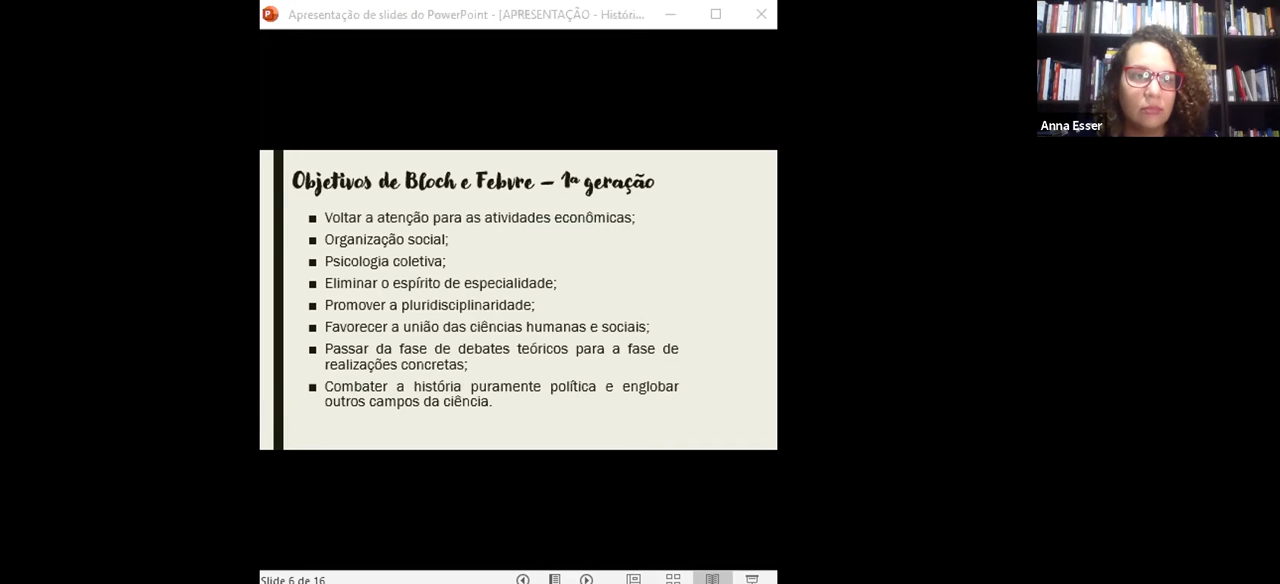 Apresentação de slides do PowerPoint - [APRESENTAÇÃO - Históri...
Anna Esser
Objetivos de Bloch e Febvre – 1ª geração
■ Voltar a atenção para as atividades econômicas;
■ Organização social;
■ Psicologia coletiva;
■ Eliminar o espírito de especialidade;
■ Promover a pluridisciplinaridade;
■ Favorecer a união das ciências humanas e sociais;
■ Passar da fase de debates teóricos para a fase de
realizações concretas;
■ Combater a história puramente política e englobar
outros campos da ciência.
Slide 6 de 16